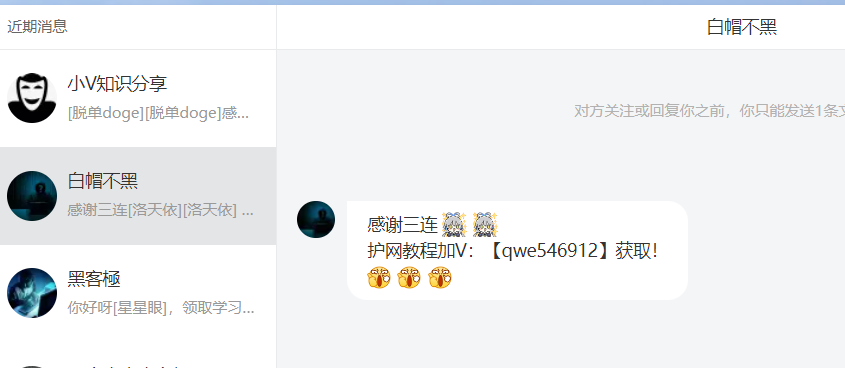 近期消息
白帽不黑
小V知识分享
[脱单doge][脱单doge]感...
白帽不黑
感谢三连[洛天依][洛天依] ...
黑客極
你好呀[星星眼]，领取学习...
对方关注或回复你之前，你只能发送1条文
感谢三连
护网教程加V：【qwe546912】获取！